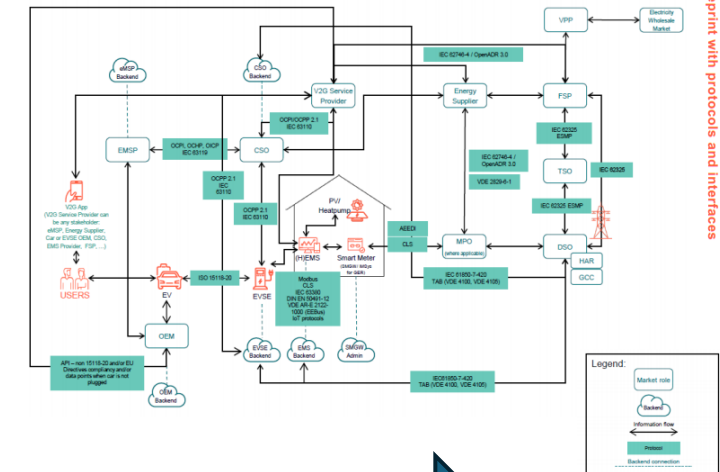 print with protocols and interfaces
VPP
Electricity
Wholesale
Market
IEC 62746-4 / OpenADR 3.0
eMSP
Backend
CSO
Backend
V2G Service
Provider
Energy
Supplier
FSP
OCPI/OCPP 2.1
IEC 63110
IEC 62325
ESMP
EMSP
OCPI, OCHP, OICP
IEC 63119
CSO
IEC 62746-4 /
OpenADR 3.0
TSO
IEC 62325
OCPP 2.1
IEC
63110
VDE 2829-6-1
V2G App
(V2G Service Provider can
be any stakeholder:
eMSP, Energy Supplier,
Car or EVSE OEM, CSO,
EMS Provider, FSP, ...)
OCPP 2.1
IEC 63110
PV/
Heatpump
IEC 62325 ESMP
AEEDI
CLS
(H)EMS
Smart Meter
for GER)
MPO
(where applicable)
DSO
HAR
GCC
USERS
EV
ISO 15118-20
EVSE
Modbus
CLS
IEC 63380
DIN EN 50491-12
VDE AR-E 2122-
1000 (EEBus)
IoT protocols
IEC 61850-7-420
TAB (VDE 4100, VDE 4105)
OEM
EVSE
Backend
EMS
Backend
SMGW
Admin
API – non 15118-20 and/or EU
Directives compliancy and/or
data points when car is not
plugged
OEM
Backend
IEC61850-7-420
TAB (VDE 4100, VDE 4105)
Legend:
Market role
Backend
Information flow
Protocol
Backend connection